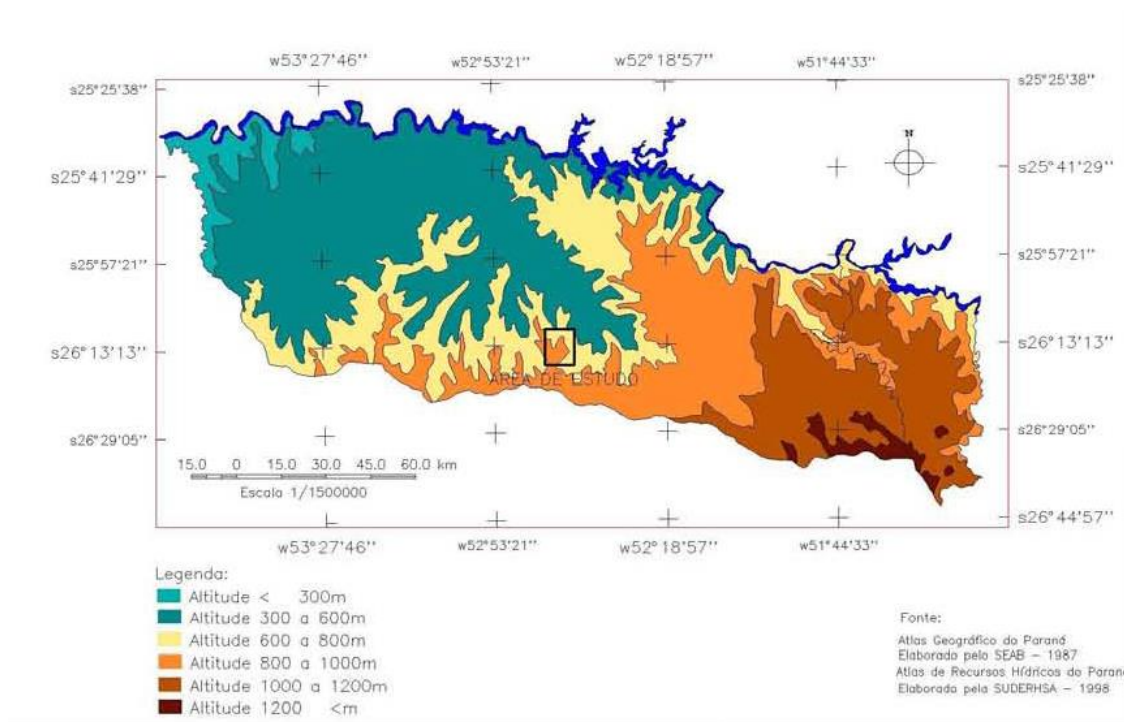 w53°27'46'' w52°53'21'' w52°18'57'' w51°44'33''
s25°25'38'' s25°25'38''
N
s25°41'29'' s25°41'29''
s25°57'21'' s25°57'21''
s26°13'13'' s26°13'13''
ÁREA DE ESTUDO
s26°29'05'' s26°29'05''
15.0 0 15.0 30.0 45.0 60.0 km
Escala 1/1500000
s26°44'57''
w53°27'46'' w52°53'21'' w52°18'57'' w51°44'33''
Legenda:
Altitude < 300m
Altitude 300 a 600m
Altitude 600 a 800m
Altitude 800 a 1000m
Altitude 1000 a 1200m
Altitude 1200 <m
Fonte:
Atlas Geográfico do Paraná
Elaborado pelo SEAB – 1987
Atlas de Recursos Hídricos do Paraná
Elaborado pela SUDERHSA – 1998